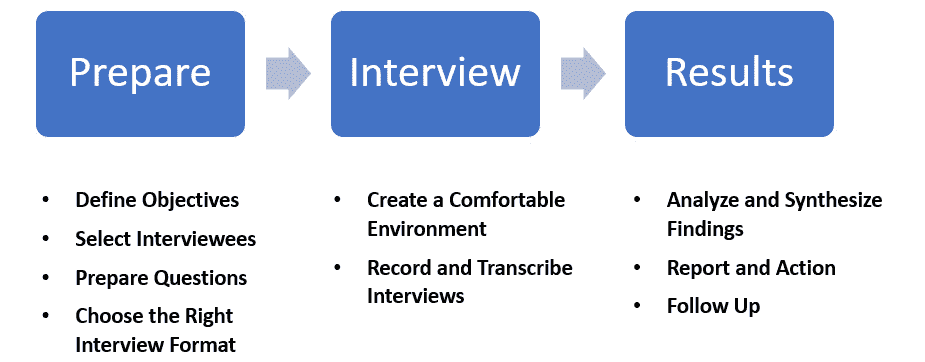 Prepare
Interview
Results
• Define Objectives
• Select Interviewees
• Prepare Questions
• Choose the Right
Interview Format
• Create a Comfortable
Environment
• Record and Transcribe
Interviews
• Analyze and Synthesize
Findings
• Report and Action
• Follow Up